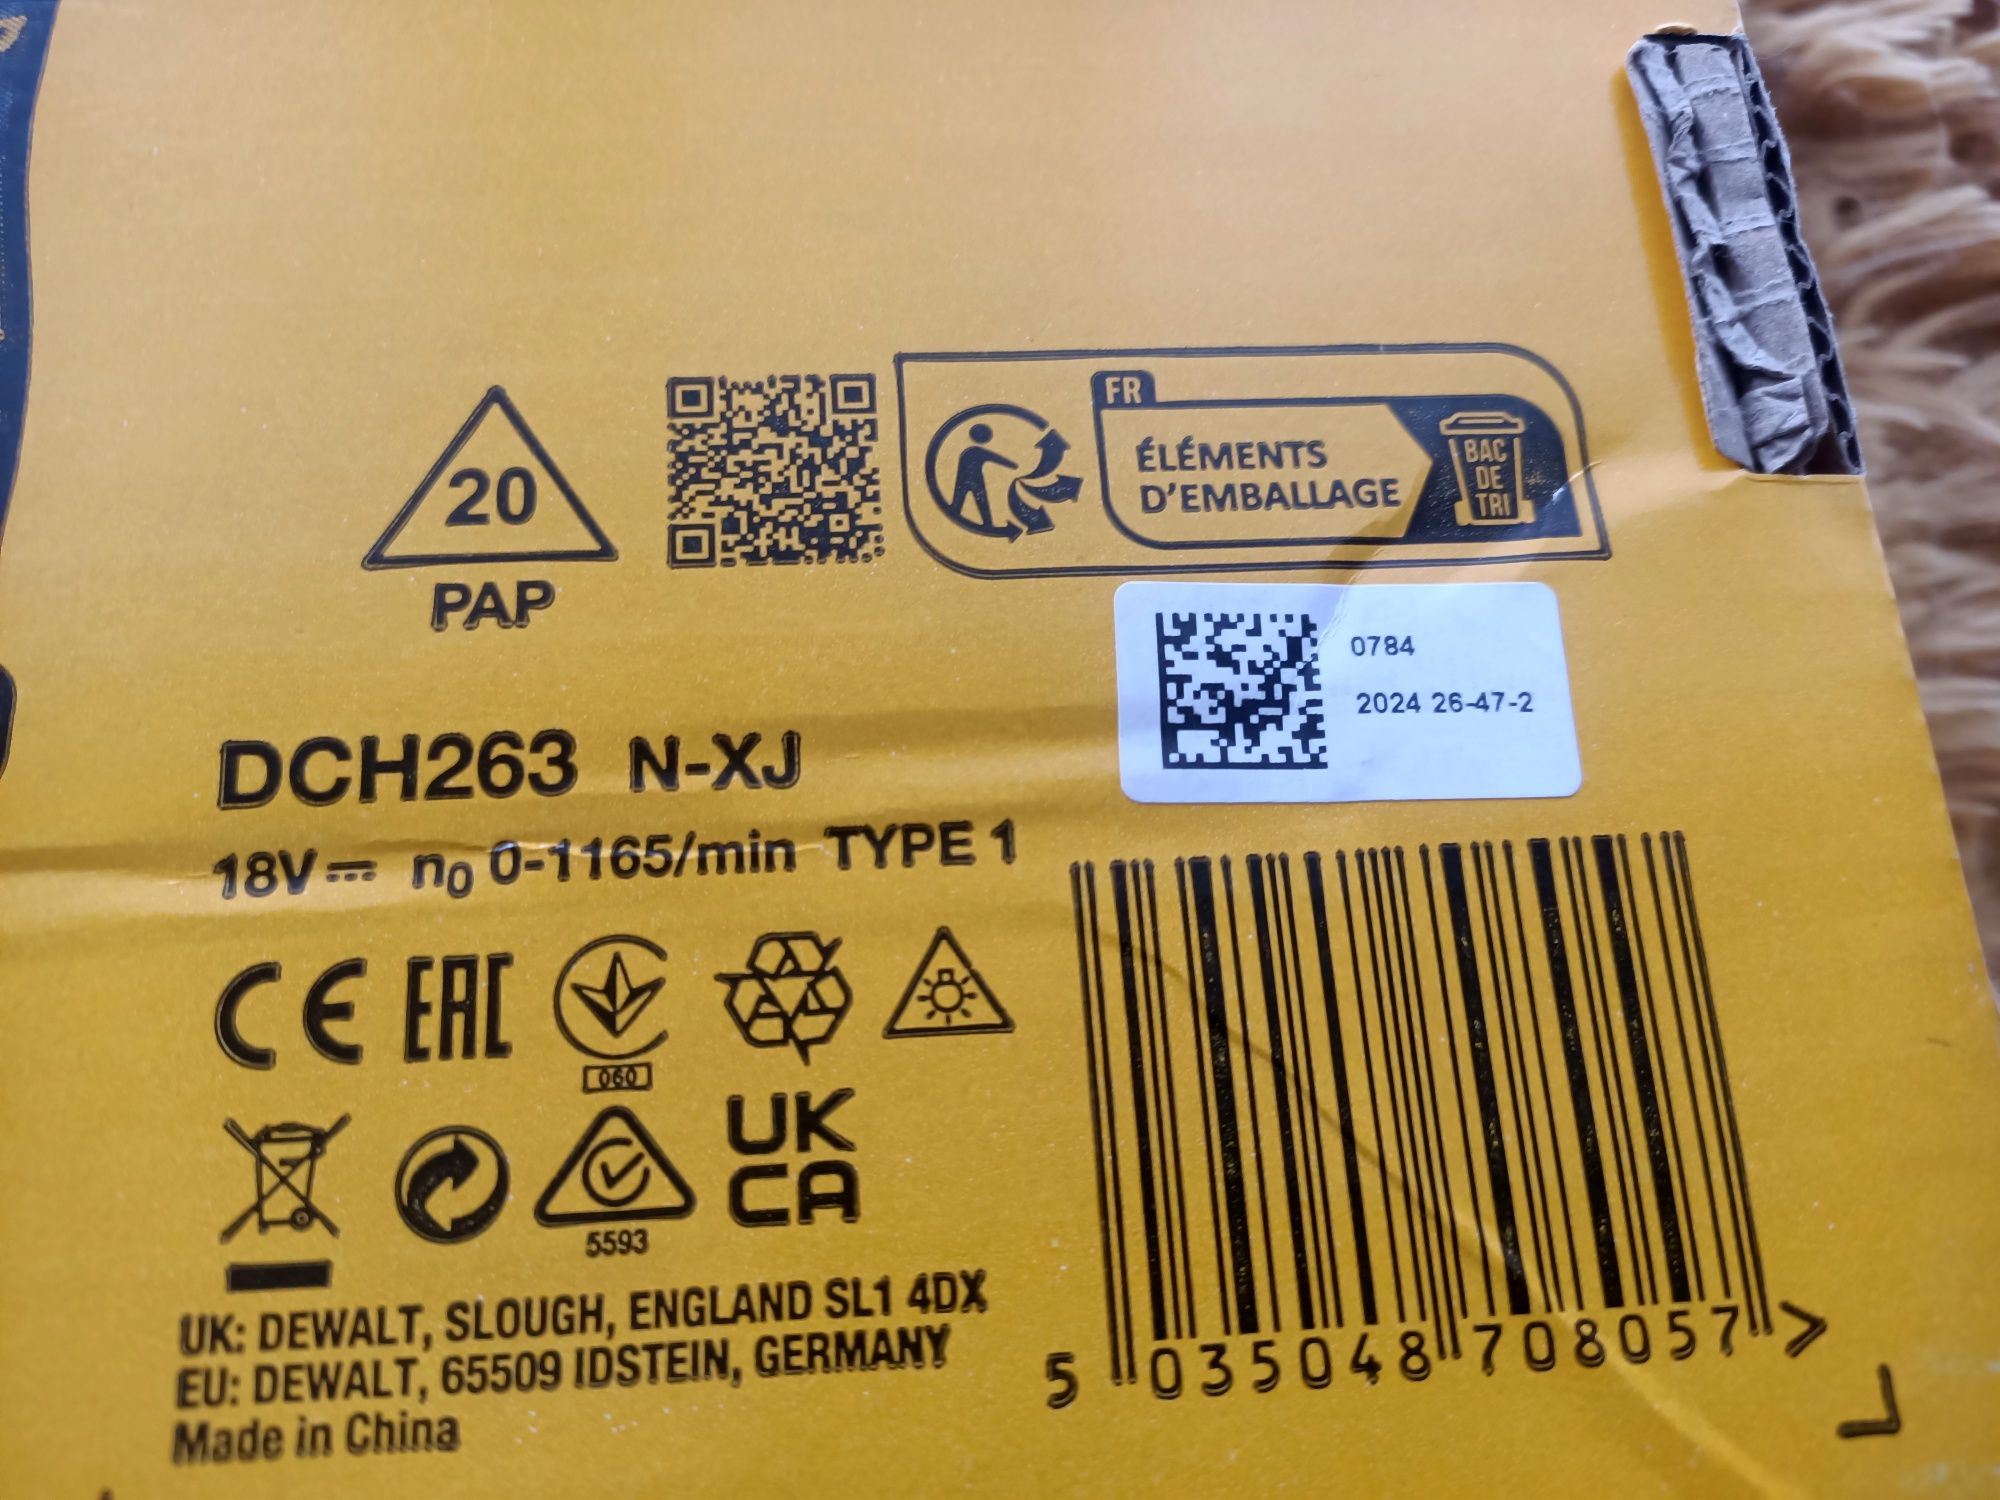 20
PAP
FR
ÉLÉMENTS
D'EMBALLAGE
BAC
DE
TRI
0784
2024 26-47-2
DCH263 N-XJ
18V n0 0-1165/min TYPE 1
CE EAC
060
UK
CA
5593
UK: DEWALT, SLOUGH, ENGLAND SL1 4DX
EU: DEWALT, 65509 IDSTEIN, GERMANY
Made in China
5 035048 708057 >